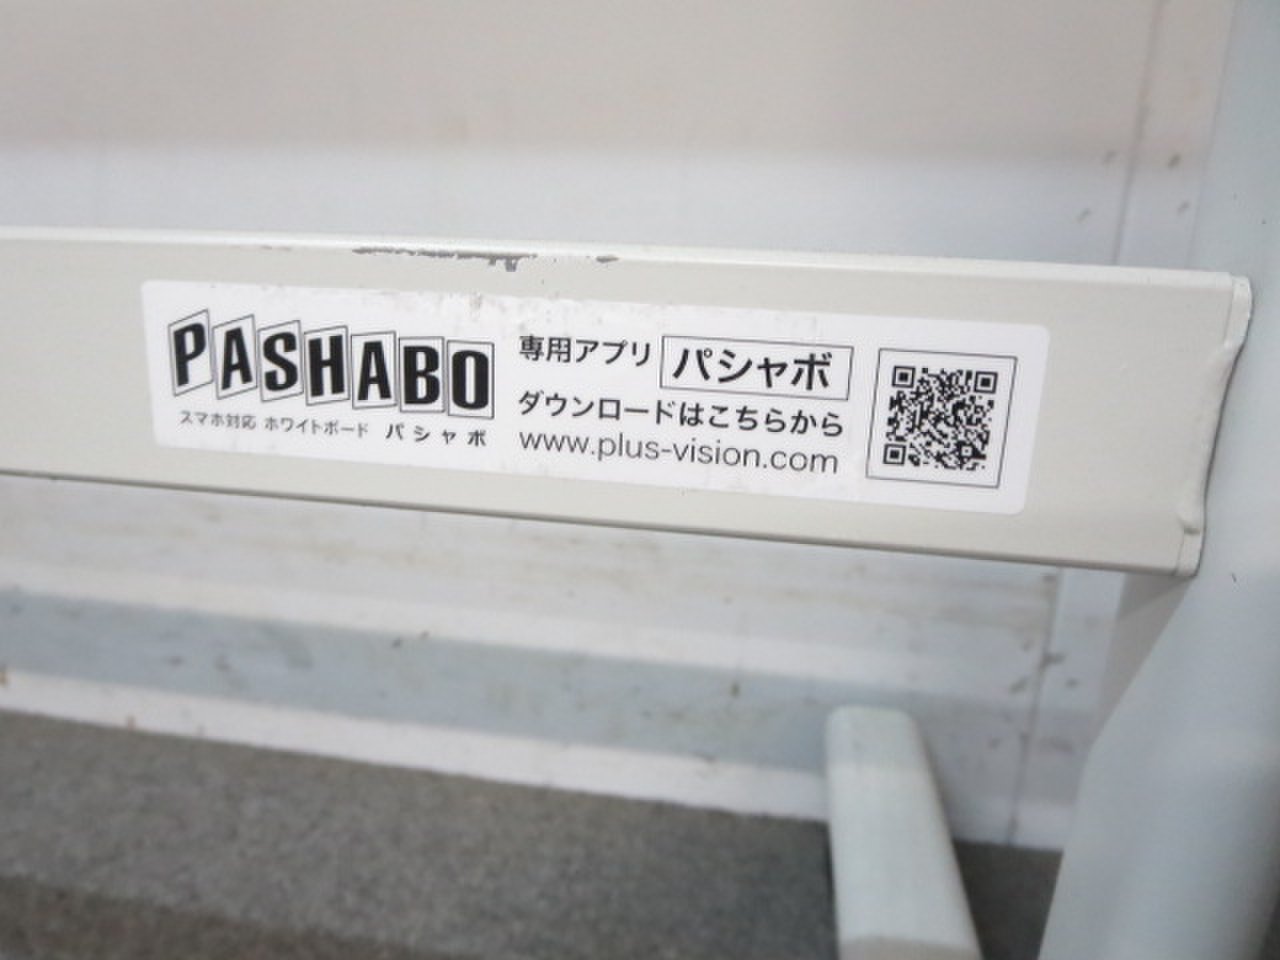 PASHABO
スマホ対応 ホワイトボード パシャボ
専用アプリ パシャボ
ダウンロードはこちらから
www.plus-vision.com